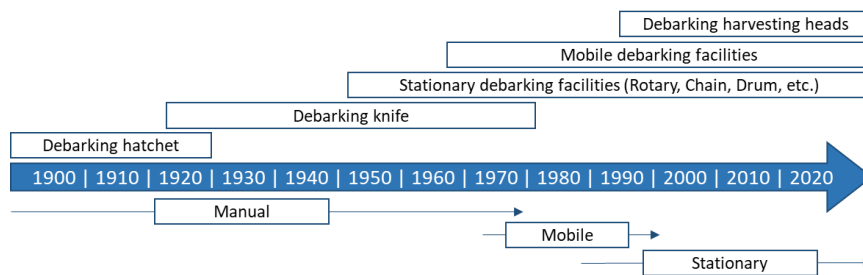 Debarking harvesting heads
Mobile debarking facilities
Stationary debarking facilities (Rotary, Chain, Drum, etc.)
Debarking knife
Debarking hatchet
1900 | 1910 | 1920 | 1930 | 1940 | 1950 | 1960 | 1970 | 1980 | 1990 | 2000 | 2010 | 2020
Manual
Mobile
Stationary